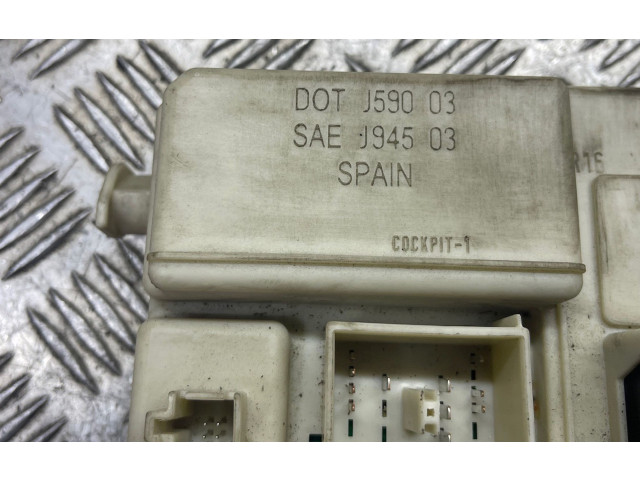 DOT J590 03
SAE J945 03
SPAIN
COCKPIT-1